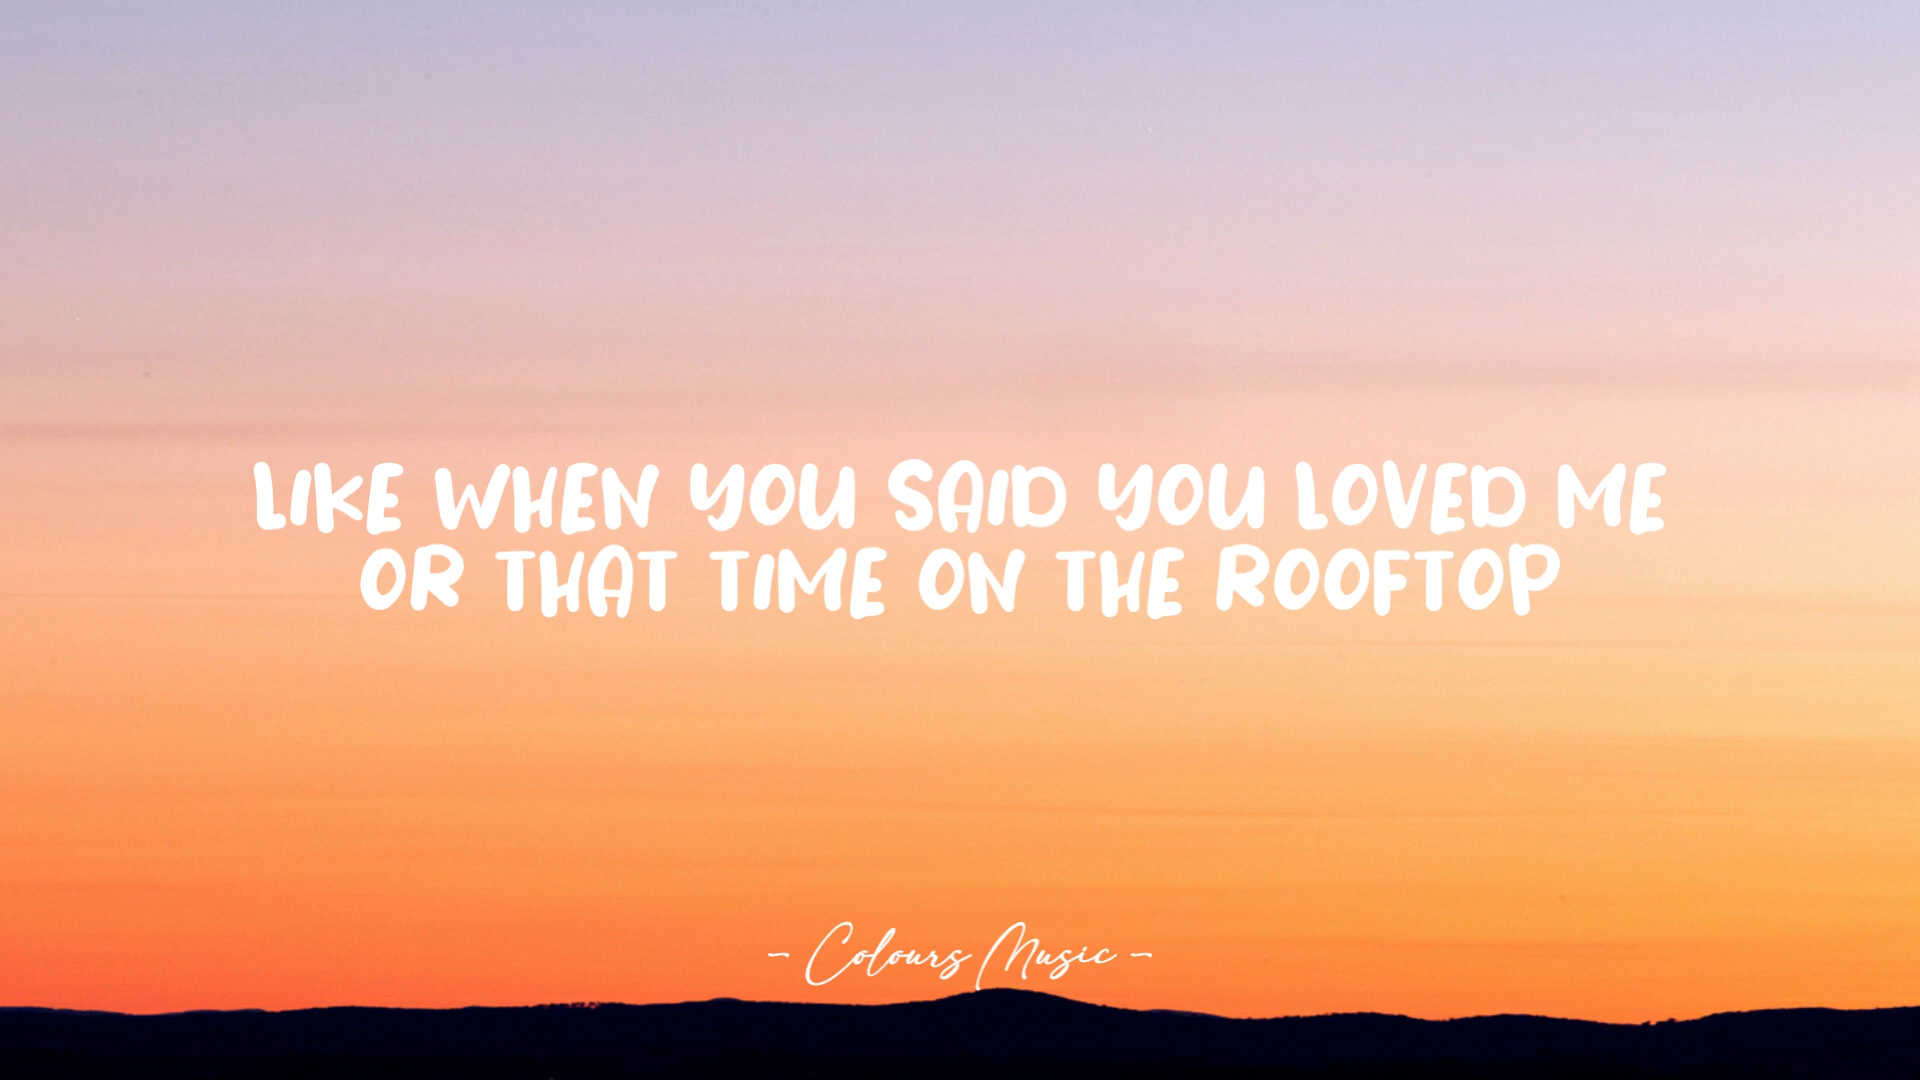 LIKE WHEN YOU SAID YOU LOVED ME
OR THAT TIME ON THE ROOFTOP
- Colours Music -